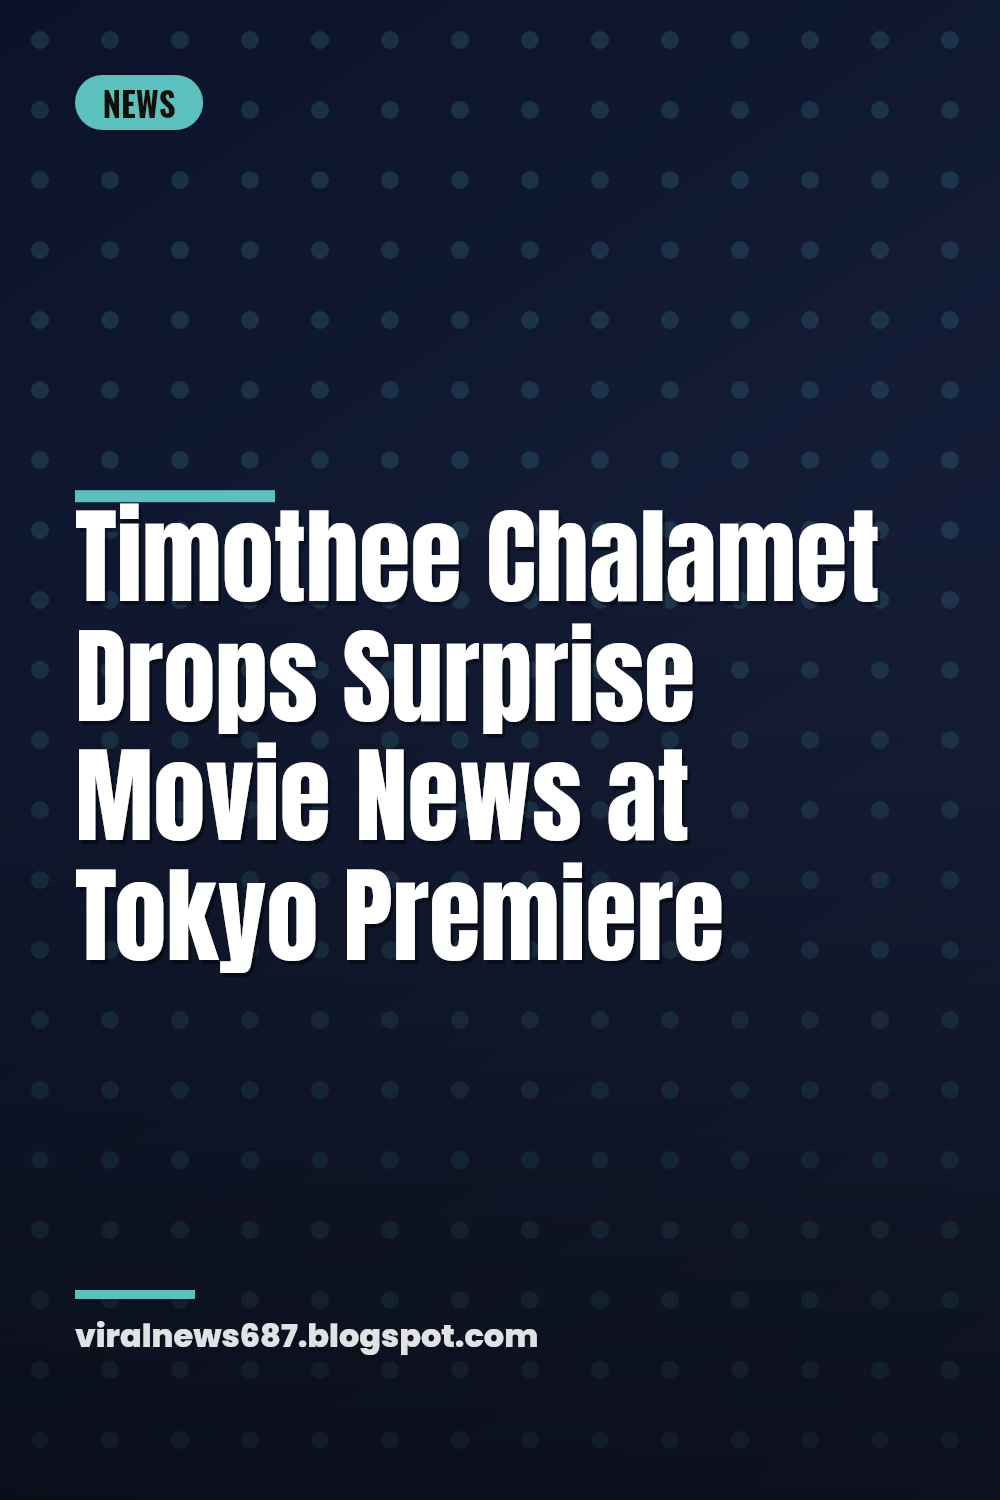 NEWS
Timothee Chalamet
Drops Surprise
Movie News at
Tokyo Premiere
viralnews687.blogspot.com